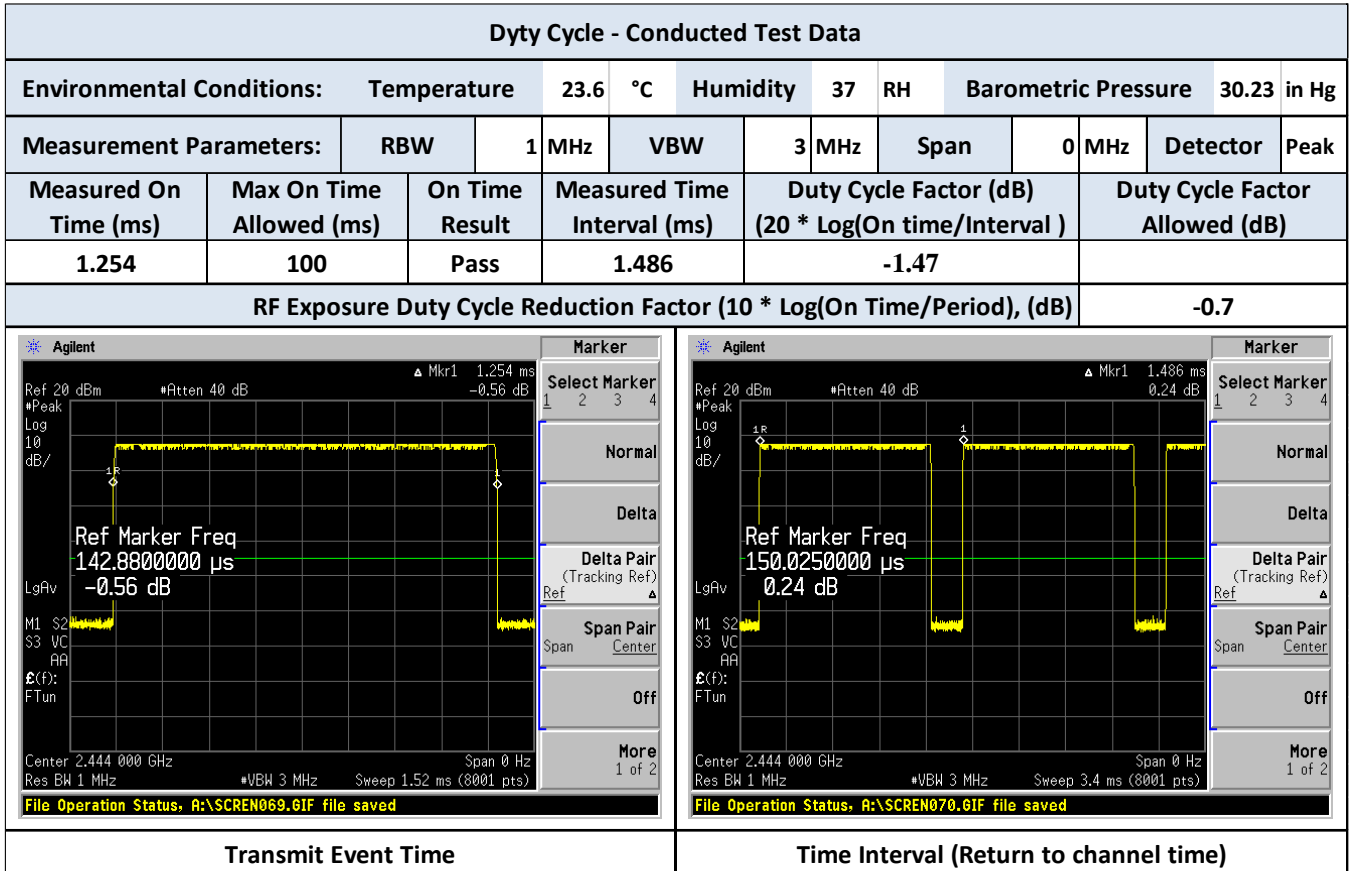 Dyty Cycle - Conducted Test Data
Environmental Conditions: Temperature 23.6 °C Humidity 37 RH Barometric Pressure 30.23 in Hg
Measurement Parameters: RBW 1 MHz VBW 3 MHz Span 0 MHz Detector Peak
Measured On Time (ms) Max On Time Allowed (ms) On Time Result Measured Time Interval (ms) Duty Cycle Factor (dB) (20 * Log(On time/Interval ) Duty Cycle Factor Allowed (dB)
1.254 100 Pass 1.486 -1.47
RF Exposure Duty Cycle Reduction Factor (10 * Log(On Time/Period), (dB) -0.7
Agilent Marker
Δ Mkr1 1.254 ms
Ref 20 dBm #Atten 40 dB -0.56 dB
#Peak
Log
10
dB/
1R
1
Ref Marker Freq
142.8800000 µs
-0.56 dB
LgAv
M1 S2
S3 VC
AA
£(f):
FTun
Center 2.444 000 GHz Span 0 Hz
Res BW 1 MHz #VBW 3 MHz Sweep 1.52 ms (8001 pts)
File Operation Status, A:\SCREN069.GIF file saved
Select Marker
1 2 3 4
Normal
Delta
Delta Pair
(Tracking Ref)
Ref Δ
Span Pair
Span Center
Off
More
1 of 2
Agilent Marker
Δ Mkr1 1.486 ms
Ref 20 dBm #Atten 40 dB 0.24 dB
#Peak
Log
10
dB/
1R
1
Ref Marker Freq
150.0250000 µs
0.24 dB
LgAv
M1 S2
S3 VC
AA
£(f):
FTun
Center 2.444 000 GHz Span 0 Hz
Res BW 1 MHz #VBW 3 MHz Sweep 3.4 ms (8001 pts)
File Operation Status, A:\SCREN070.GIF file saved
Select Marker
1 2 3 4
Normal
Delta
Delta Pair
(Tracking Ref)
Ref Δ
Span Pair
Span Center
Off
More
1 of 2
Transmit Event Time
Time Interval (Return to channel time)